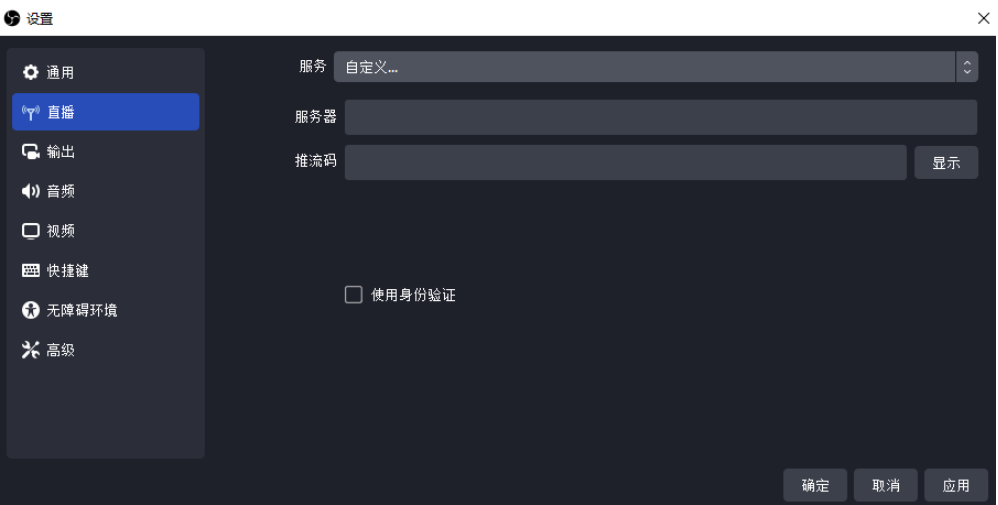 设置
通用
直播
输出
音频
视频
快捷键
无障碍环境
高级
服务 自定义...
服务器
推流码 显示
使用身份验证
确定 取消 应用